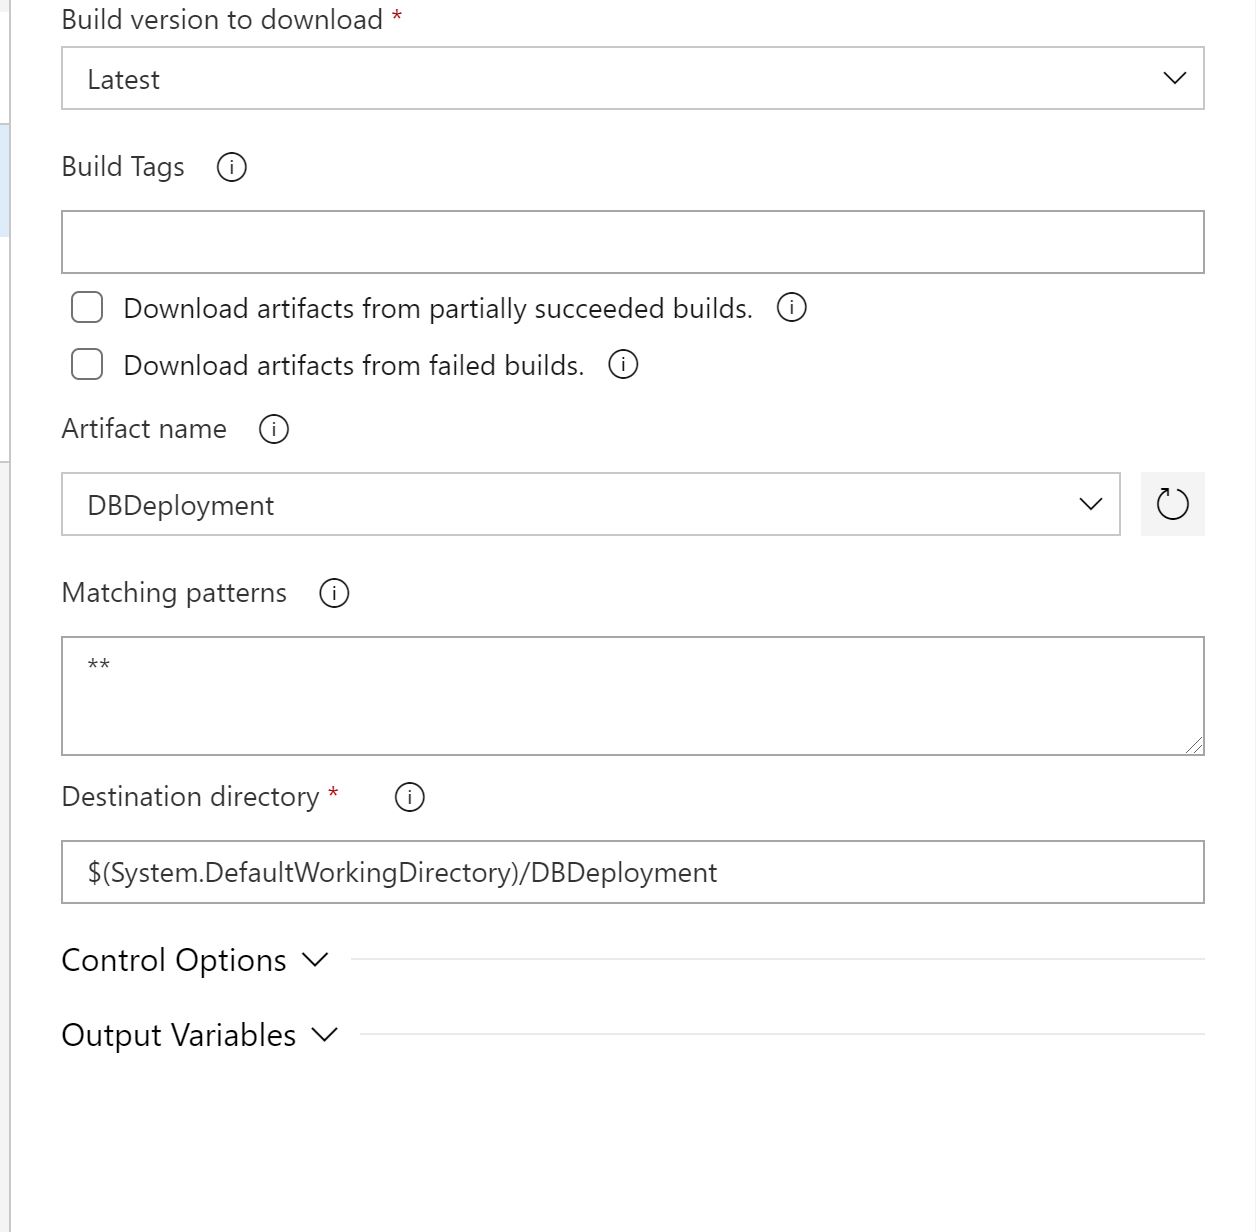 Build version to download *
Latest
Build Tags
Download artifacts from partially succeeded builds.
Download artifacts from failed builds.
Artifact name
DBDeployment
Matching patterns
**
Destination directory *
$(System.DefaultWorkingDirectory)/DBDeployment
Control Options
Output Variables